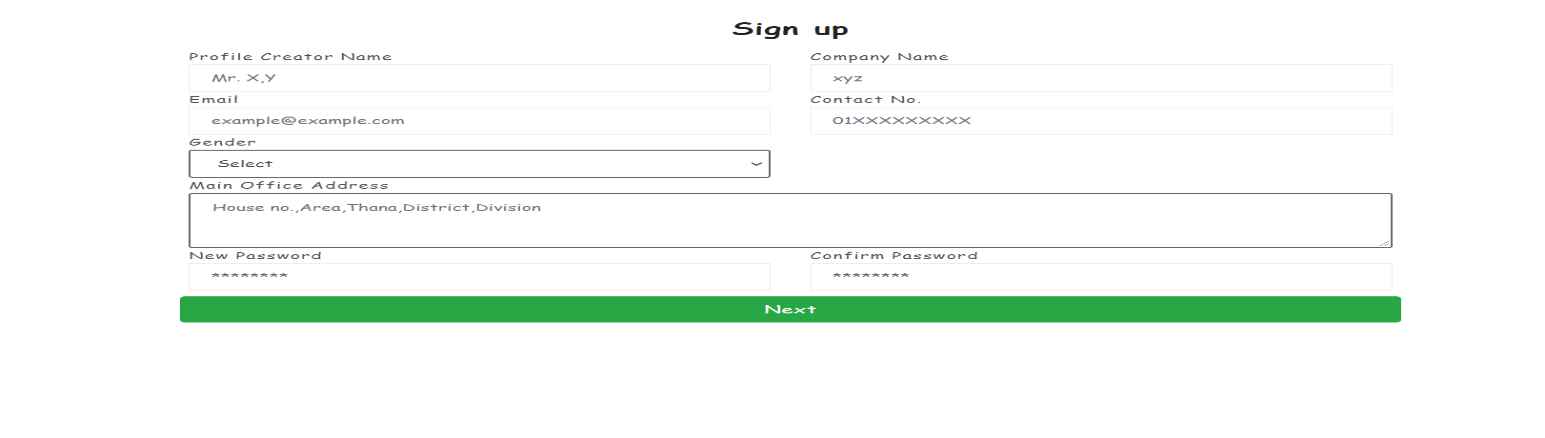 Sign up
Profile Creator Name Company Name
Mr. X,Y xyz
Email Contact No.
example@example.com 01XXXXXXXXX
Gender
Select
Main Office Address
House no.,Area,Thana,District,Division
New Password Confirm Password
******** ********
Next